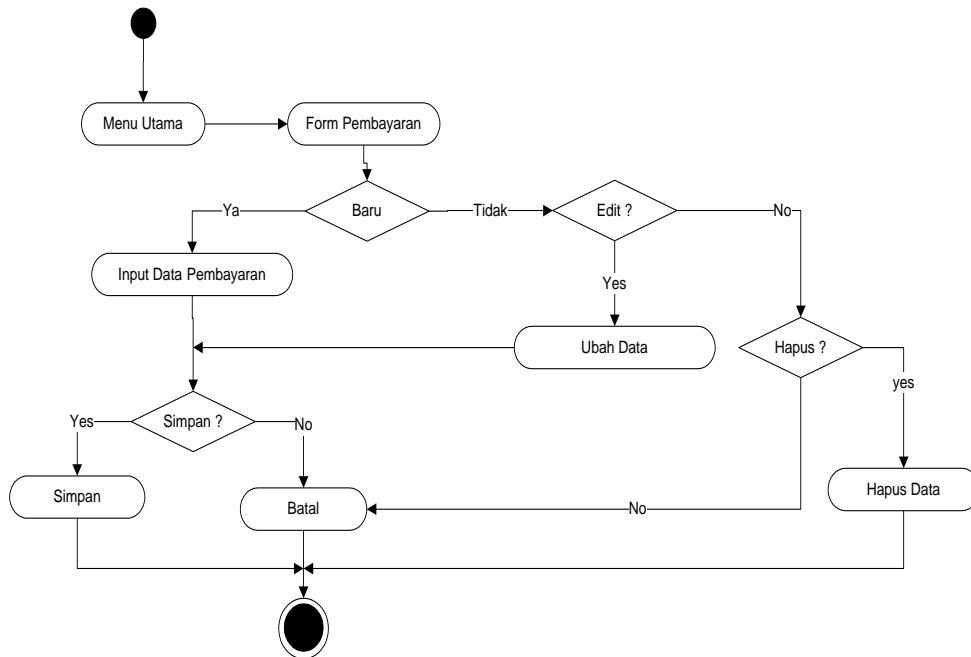 Menu Utama
Form Pembayaran
Baru
Ya
Tidak
Edit ?
No
Input Data Pembayaran
Yes
Ubah Data
Hapus ?
yes
Simpan ?
Yes
No
Simpan
Batal
No
Hapus Data